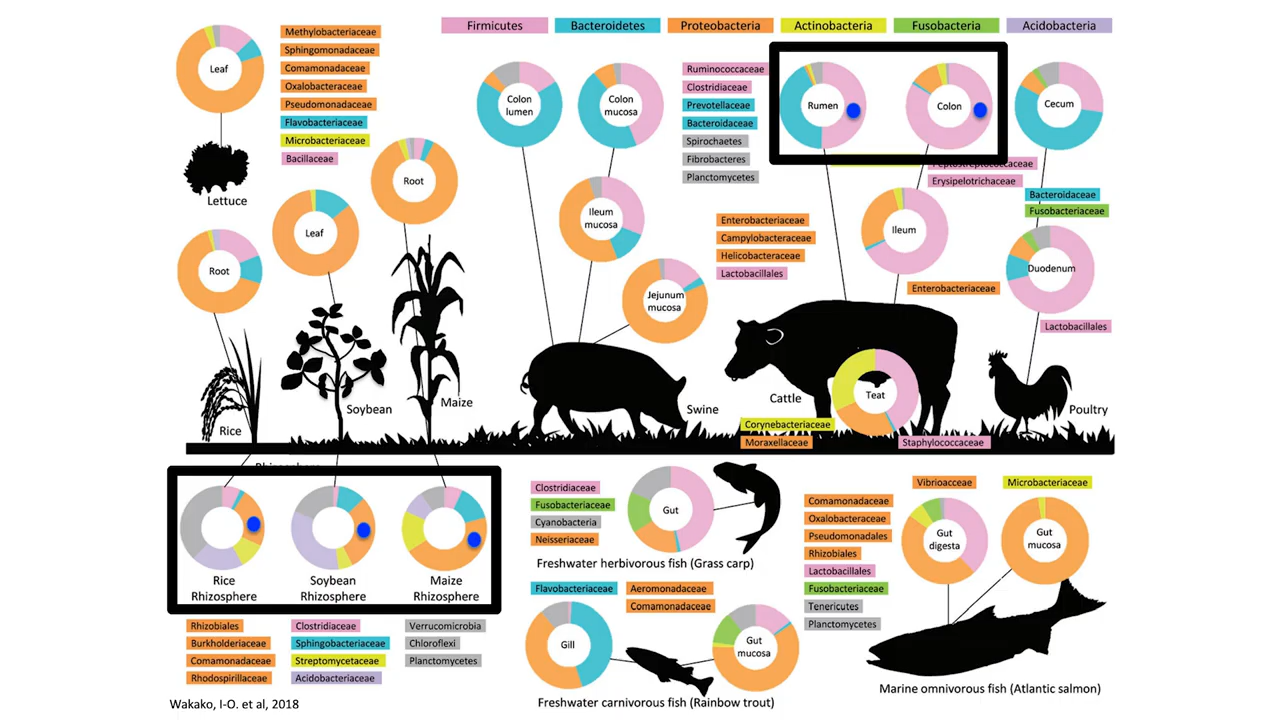 Firmicutes
Bacteroidetes
Proteobacteria
Actinobacteria
Fusobacteria
Acidobacteria
Leaf
Methylobacteriaceae
Sphingomonadaceae
Comamonadaceae
Oxalobacteraceae
Pseudomonadaceae
Flavobacteriaceae
Microbacteriaceae
Bacillaceae
Lettuce
Root
Leaf
Root
Rice
Soybean
Maize
Colon
lumen
Colon
mucosa
Ileum
mucosa
Jejunum
mucosa
Ruminococcaceae
Clostridiaceae
Prevotellaceae
Bacteroidaceae
Spirochaetes
Fibrobacteres
Planctomycetes
Enterobacteriaceae
Campylobacteraceae
Helicobacteraceae
Lactobacillales
Swine
Rumen
Colon
Peptostreptococcaceae
Erysipelotrichaceae
Ileum
Enterobacteriaceae
Cattle
Teat
Corynebacteriaceae
Moraxellaceae
Staphylococcaceae
Cecum
Bacteroidaceae
Fusobacteriaceae
Duodenum
Lactobacillales
Poultry
Rhizosphere
Rice
Rhizosphere
Soybean
Rhizosphere
Maize
Rhizosphere
Rhizobiales
Burkholderiaceae
Comamonadaceae
Rhodospirillaceae
Clostridiaceae
Sphingobacteriaceae
Streptomycetaceae
Acidobacteriaceae
Verrucomicrobia
Chloroflexi
Planctomycetes
Clostridiaceae
Fusobacteriaceae
Cyanobacteria
Neisseriaceae
Gut
Freshwater herbivorous fish (Grass carp)
Flavobacteriaceae
Aeromonadaceae
Comamonadaceae
Gill
Gut
mucosa
Freshwater carnivorous fish (Rainbow trout)
Vibrioacceae
Microbacteriaceae
Comamonadaceae
Oxalobacteraceae
Pseudomonadales
Rhizobiales
Lactobacillales
Fusobacteriaceae
Tenericutes
Planctomycetes
Gut
digesta
Gut
mucosa
Marine omnivorous fish (Atlantic salmon)
Wakako, I-O. et al, 2018